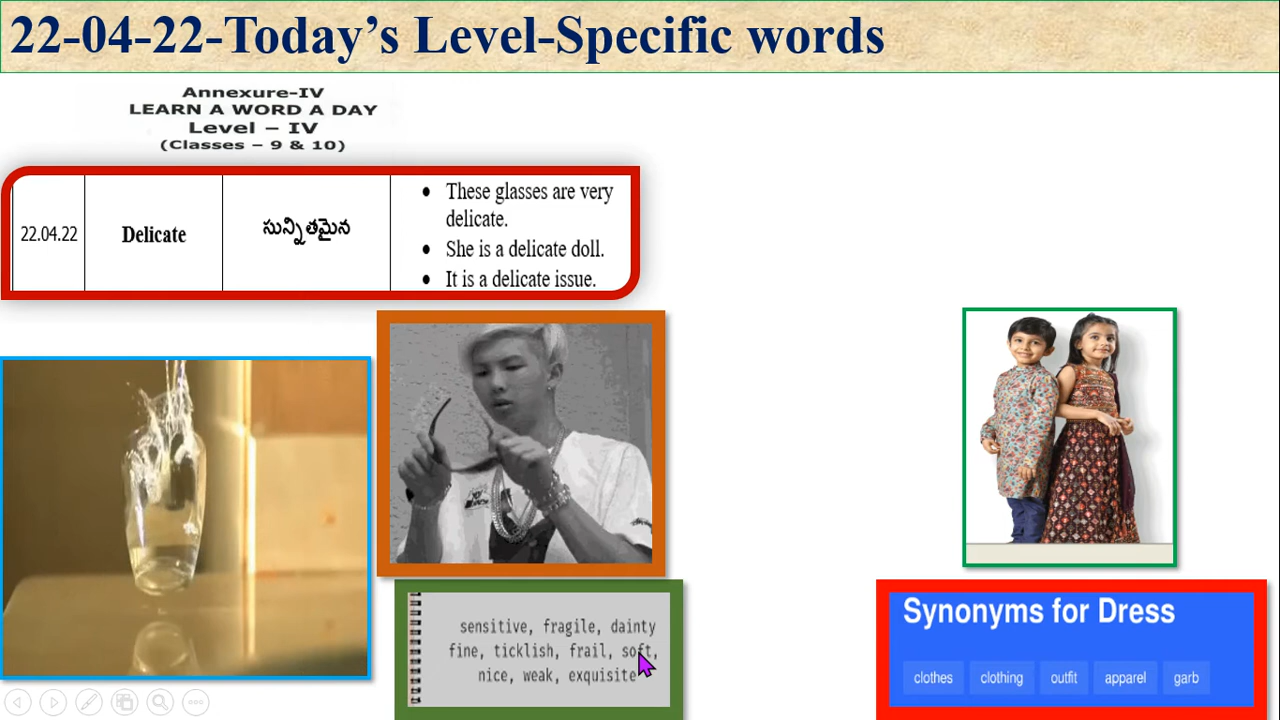 22-04-22-Today’s Level-Specific words
Annexure-IV
LEARN A WORD A DAY
Level – IV
(Classes – 9 & 10)
22.04.22
Delicate
సున్నితమైన
• These glasses are very
delicate.
• She is a delicate doll.
• It is a delicate issue.
sensitive, fragile, dainty
fine, ticklish, frail, soft,
nice, weak, exquisite
Synonyms for Dress
clothes clothing outfit apparel garb